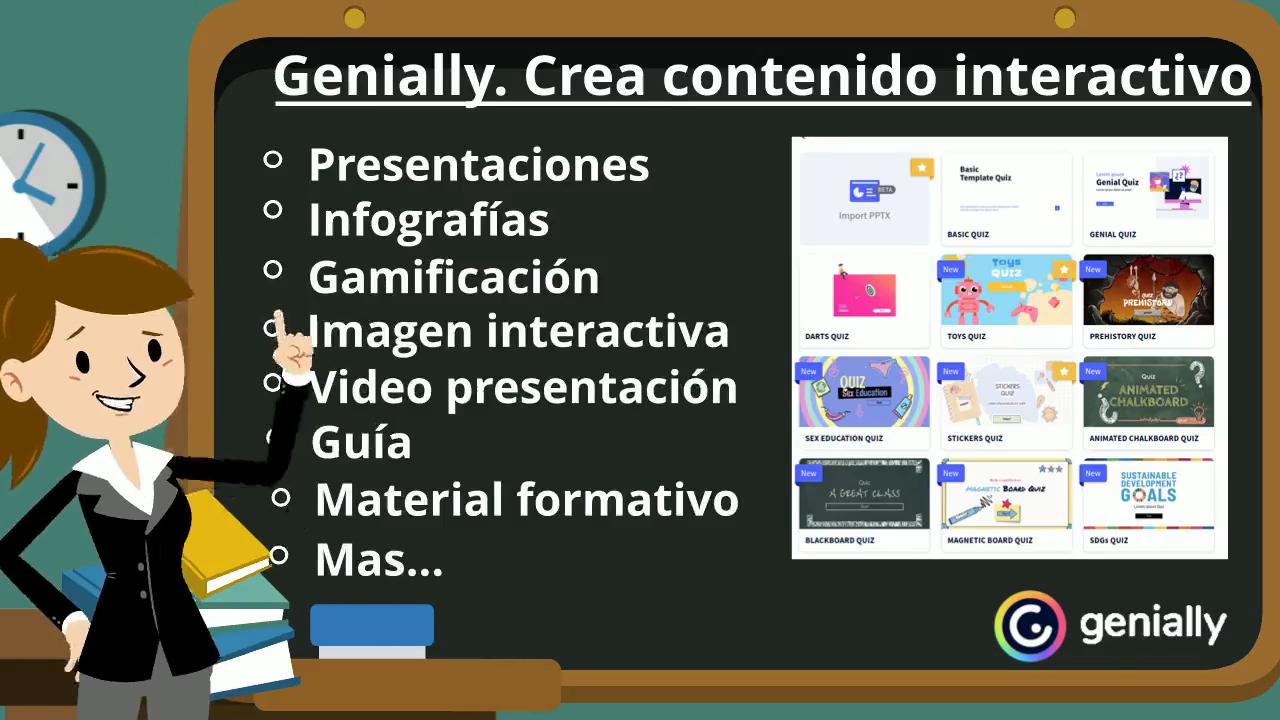 Genially. Crea contenido interactivo
Presentaciones
Infografías
Gamificación
Imagen interactiva
Video presentación
Guía
Material formativo
Mas...
BETA
Import PPTX
Basic
Template Quiz
BASIC QUIZ
Genial Quiz
GENIAL QUIZ
DARTS QUIZ
New
Toys
QUIZ
TOYS QUIZ
New
QUIZ
PREHISTORY
PREHISTORY QUIZ
New
QUIZ
Sex Education
SEX EDUCATION QUIZ
New
STICKERS
QUIZ
STICKERS QUIZ
New
Quiz
ANIMATED
CHALKBOARD
ANIMATED CHALKBOARD QUIZ
New
Quiz
A GREAT CLASS
BLACKBOARD QUIZ
New
MAGNETIC BOARD QUIZ
MAGNETIC BOARD QUIZ
New
SUSTAINABLE
DEVELOPMENT
GOALS
SDGs QUIZ
genially